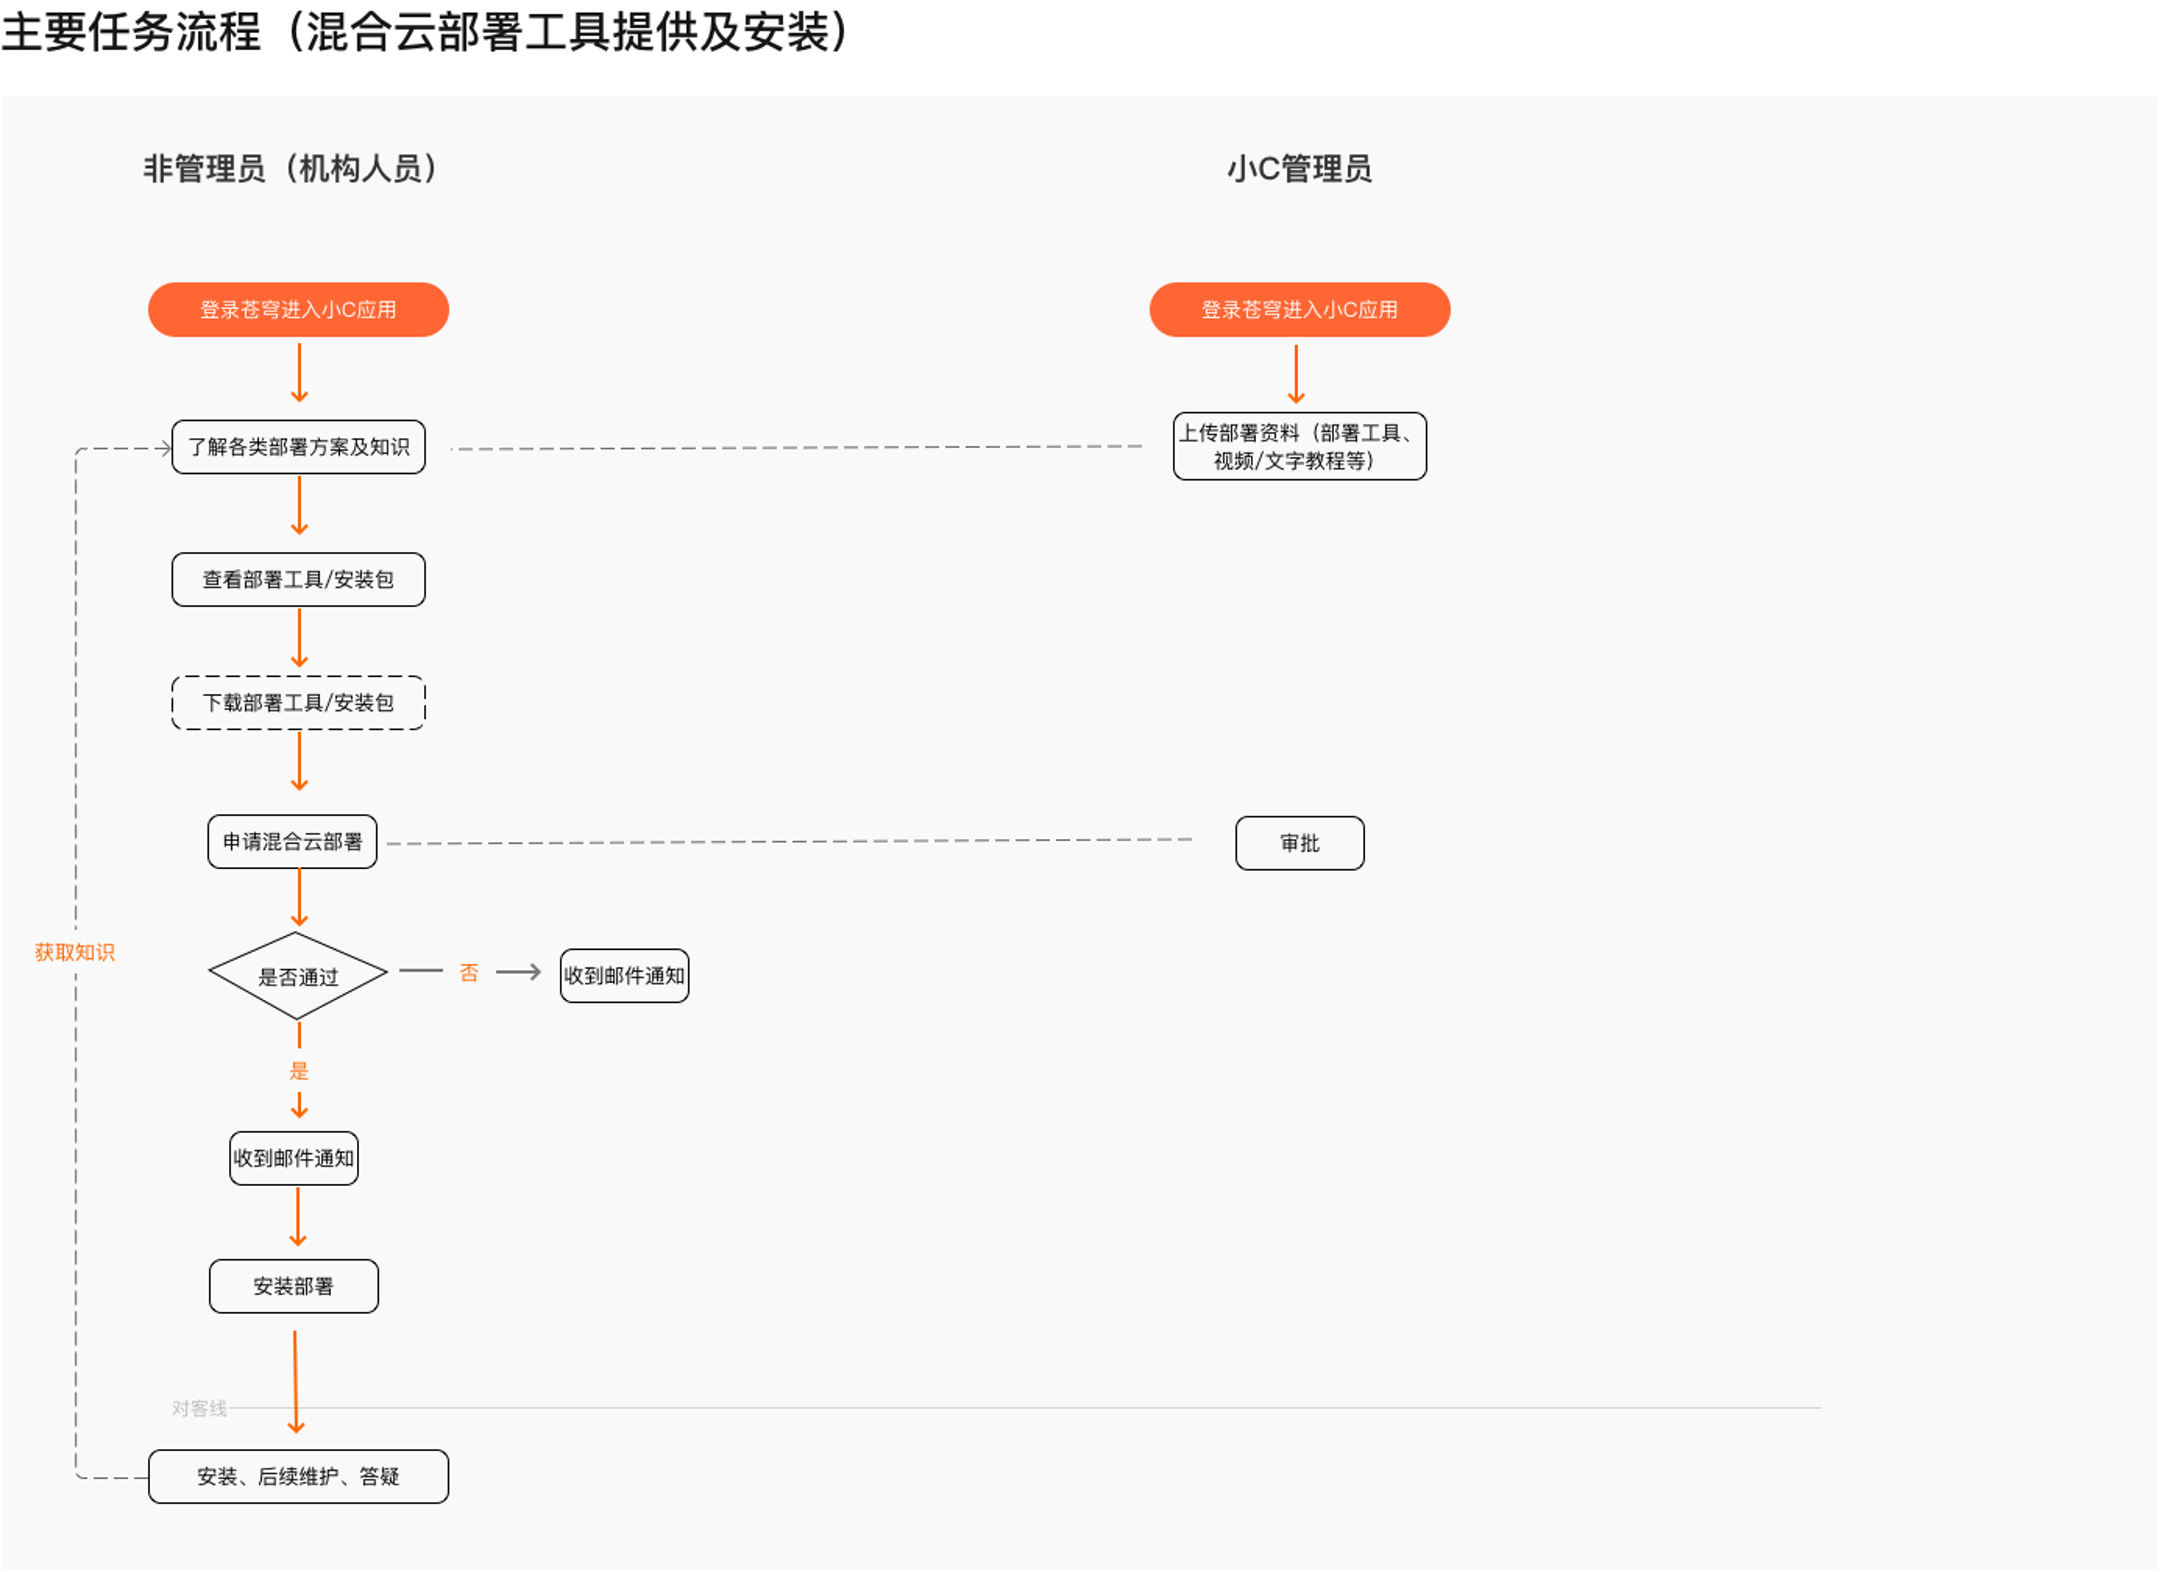 主要任务流程（混合云部署工具提供及安装）
非管理员（机构人员）
小C管理员
登录苍穹进入小C应用
登录苍穹进入小C应用
了解各类部署方案及知识
上传部署资料（部署工具、
视频/文字教程等）
查看部署工具/安装包
下载部署工具/安装包
申请混合云部署
审批
获取知识
是否通过
否
收到邮件通知
是
收到邮件通知
安装部署
对客线
安装、后续维护、答疑